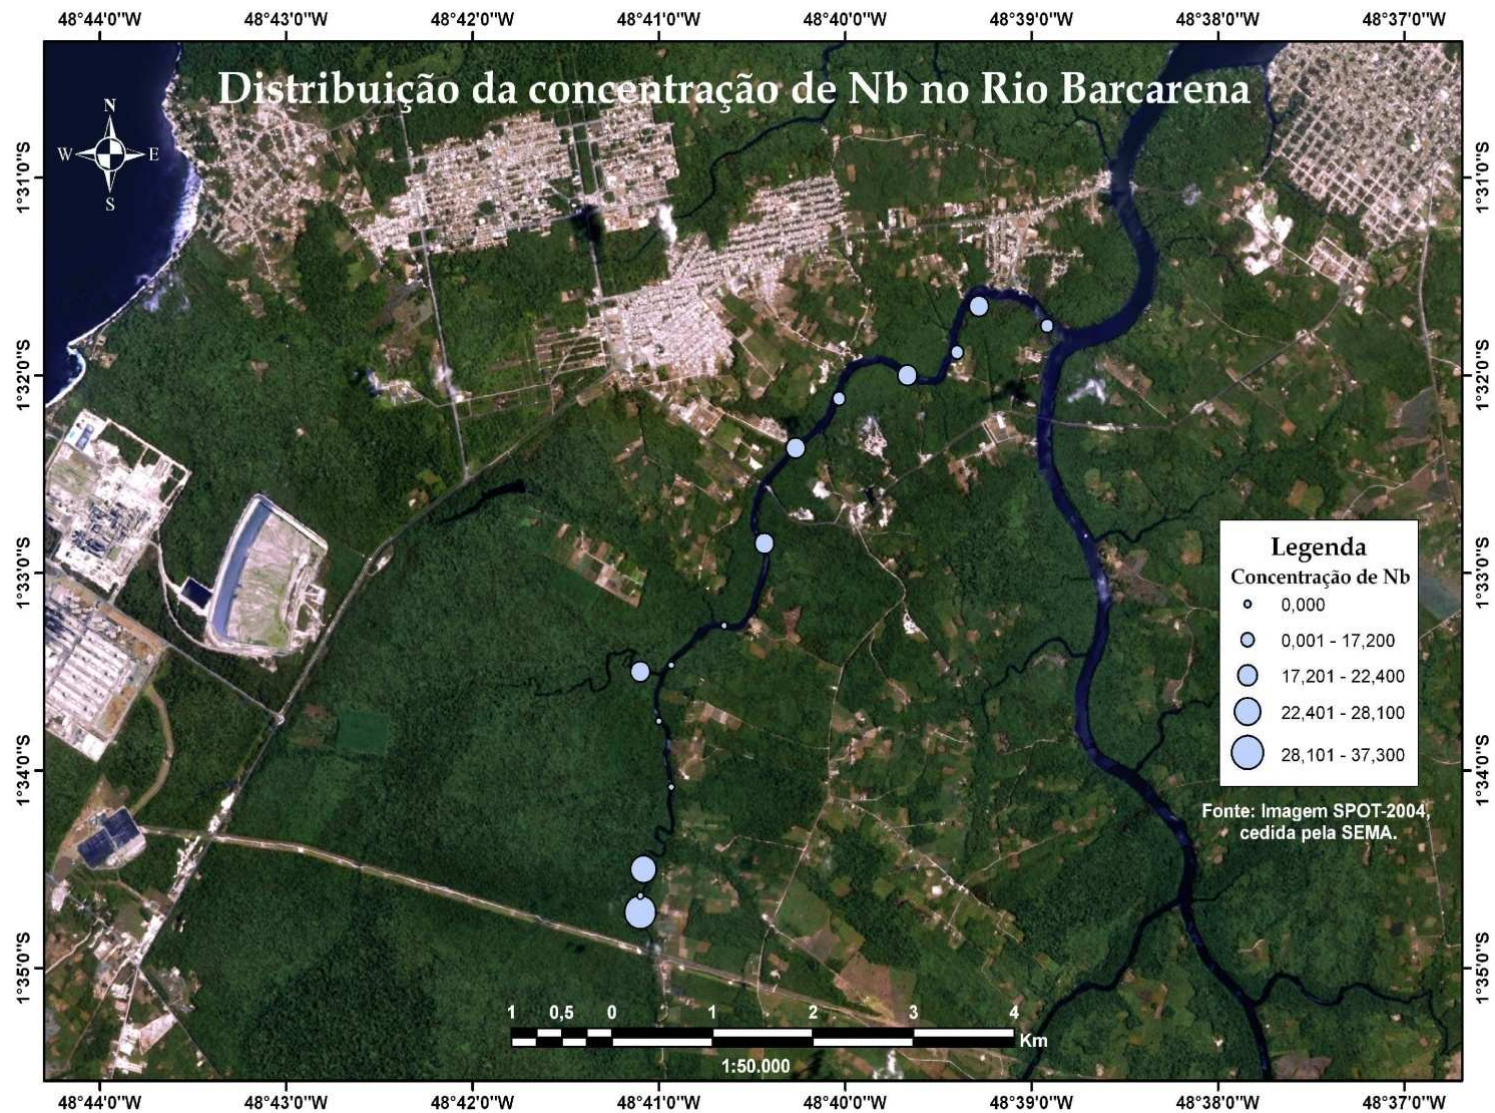 48°44'0"W 48°43'0"W 48°42'0"W 48°41'0"W 48°40'0"W 48°39'0"W 48°38'0"W 48°37'0"W
Distribuição da concentração de Nb no Rio Barcarena
N
W E
S
1°31'0"S 1°31'0"S
1°32'0"S 1°32'0"S
1°33'0"S 1°33'0"S
1°34'0"S 1°34'0"S
1°35'0"S 1°35'0"S
Legenda
Concentração de Nb
0,000
0,001 - 17,200
17,201 - 22,400
22,401 - 28,100
28,101 - 37,300
Fonte: Imagem SPOT-2004,
cedida pela SEMA.
1 0,5 0 1 2 3 4
Km
1:50.000
48°44'0"W 48°43'0"W 48°42'0"W 48°41'0"W 48°40'0"W 48°39'0"W 48°38'0"W 48°37'0"W